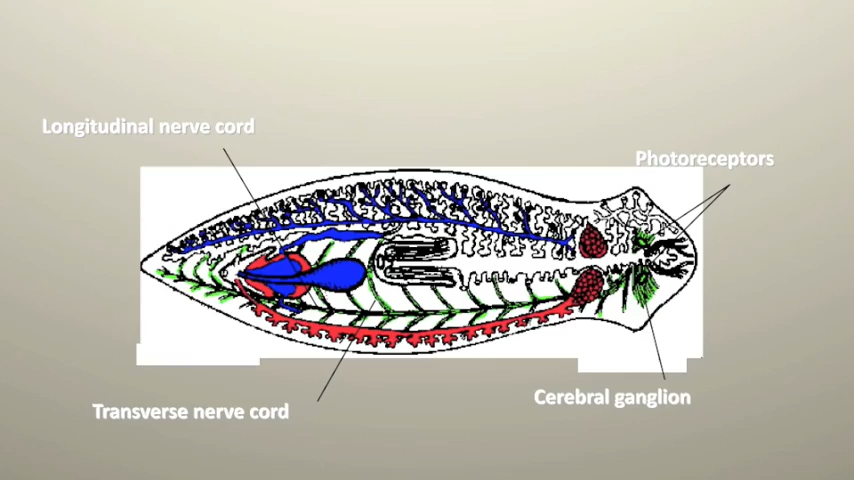 Longitudinal nerve cord
Photoreceptors
Cerebral ganglion
Transverse nerve cord